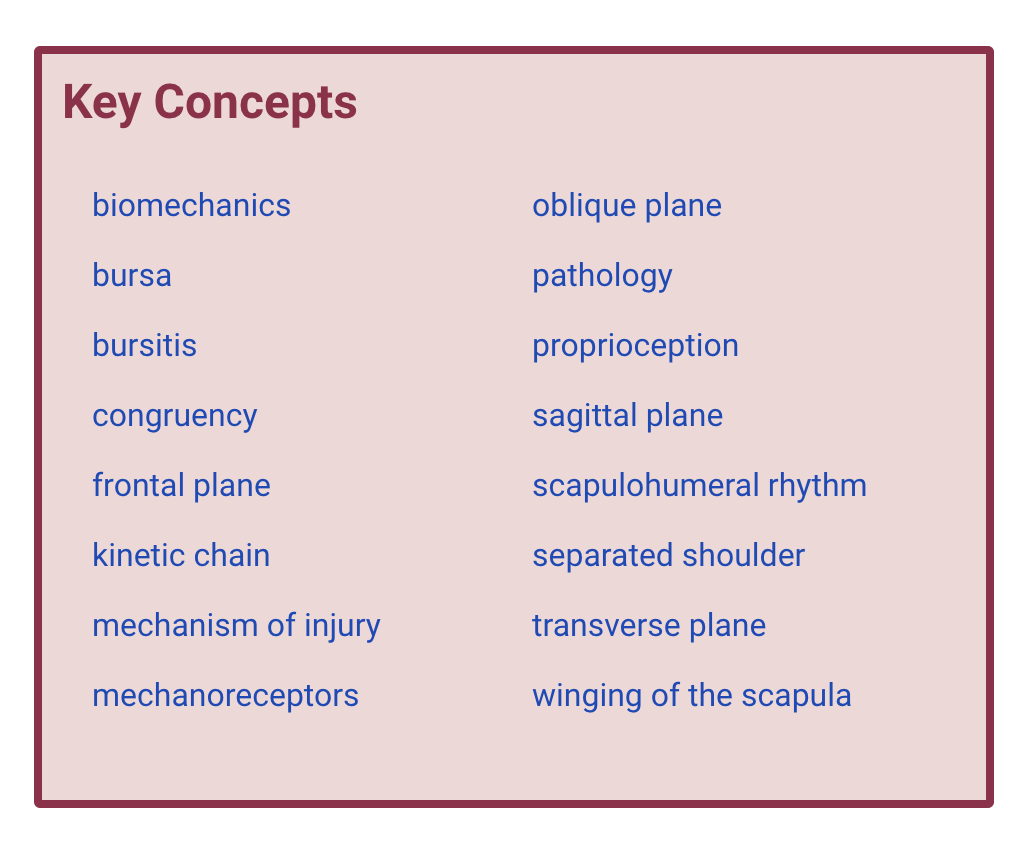 Key Concepts
biomechanics
bursa
bursitis
congruency
frontal plane
kinetic chain
mechanism of injury
mechanoreceptors
oblique plane
pathology
proprioception
sagittal plane
scapulohumeral rhythm
separated shoulder
transverse plane
winging of the scapula